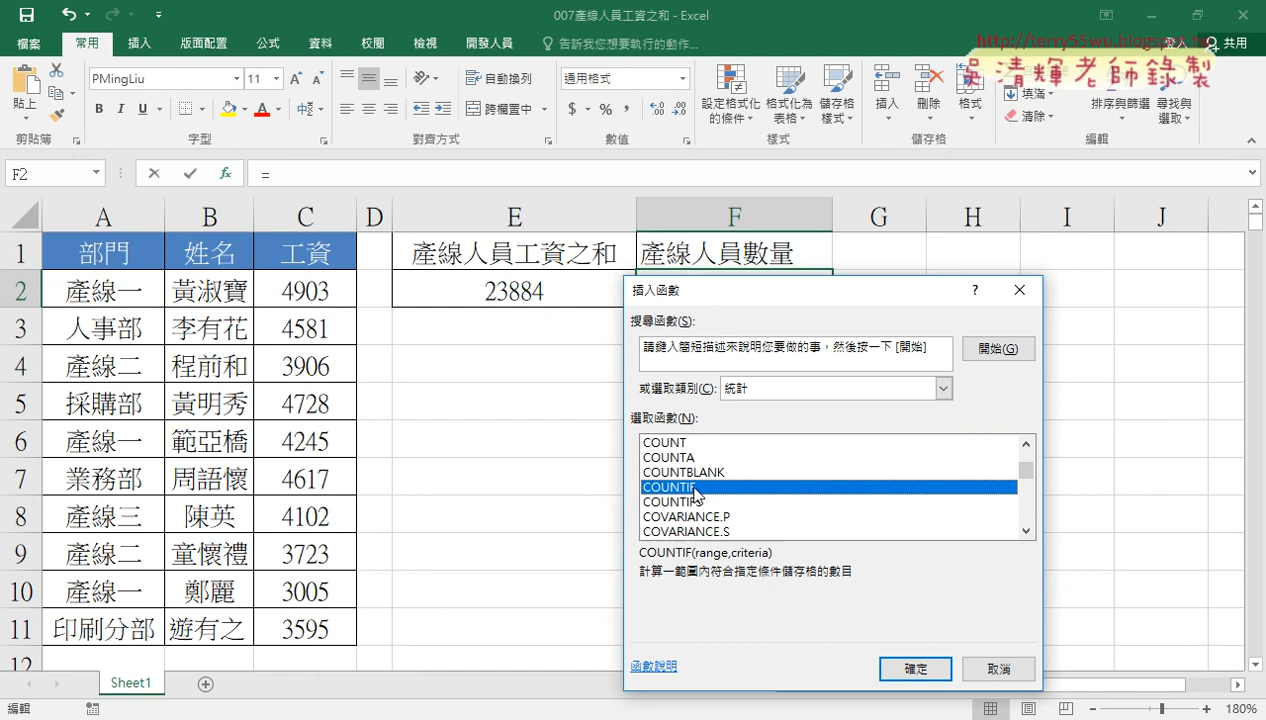 007產線人員工資之和 - Excel
http://terry55wu.blogspot.tw
吳清輝老師錄製
檔案 常用 插入 版面配置 公式 資料 校閱 檢視 開發人員 告訴我您想要執行的動作... 登入 共用
PMingLiu 11 自動換列 通用格式
貼上 B I U 跨欄置中 $ % 設定格式化的條件 格式化為表格 儲存格樣式 插入 刪除 格式 填滿 清除 排序與篩選 尋找與選取
剪貼簿 字型 對齊方式 數值 樣式 儲存格 編輯
F2 fx =
A B C D E F G H I J
1 部門 姓名 工資 產線人員工資之和 產線人員數量
2 產線一 黃淑寶 4903 23884
3 人事部 李有花 4581
4 產線二 程前和 3906
5 採購部 黃明秀 4728
6 產線一 範亞橋 4245
7 業務部 周語懷 4617
8 產線三 陳英 4102
9 產線二 童懷禮 3723
10 產線一 鄭麗 3005
11 印刷分部 遊有之 3595
12
插入函數 ?
搜尋函數(S):
請鍵入簡短描述來說明您要做的事，然後按一下 [開始]
開始(G)
或選取類別(C): 統計
選取函數(N):
COUNT
COUNTA
COUNTBLANK
COUNTIF
COUNTIFS
COVARIANCE.P
COVARIANCE.S
COUNTIF(range,criteria)
計算一範圍內符合指定條件儲存格的數目
函數說明 確定 取消
Sheet1
編輯 180%